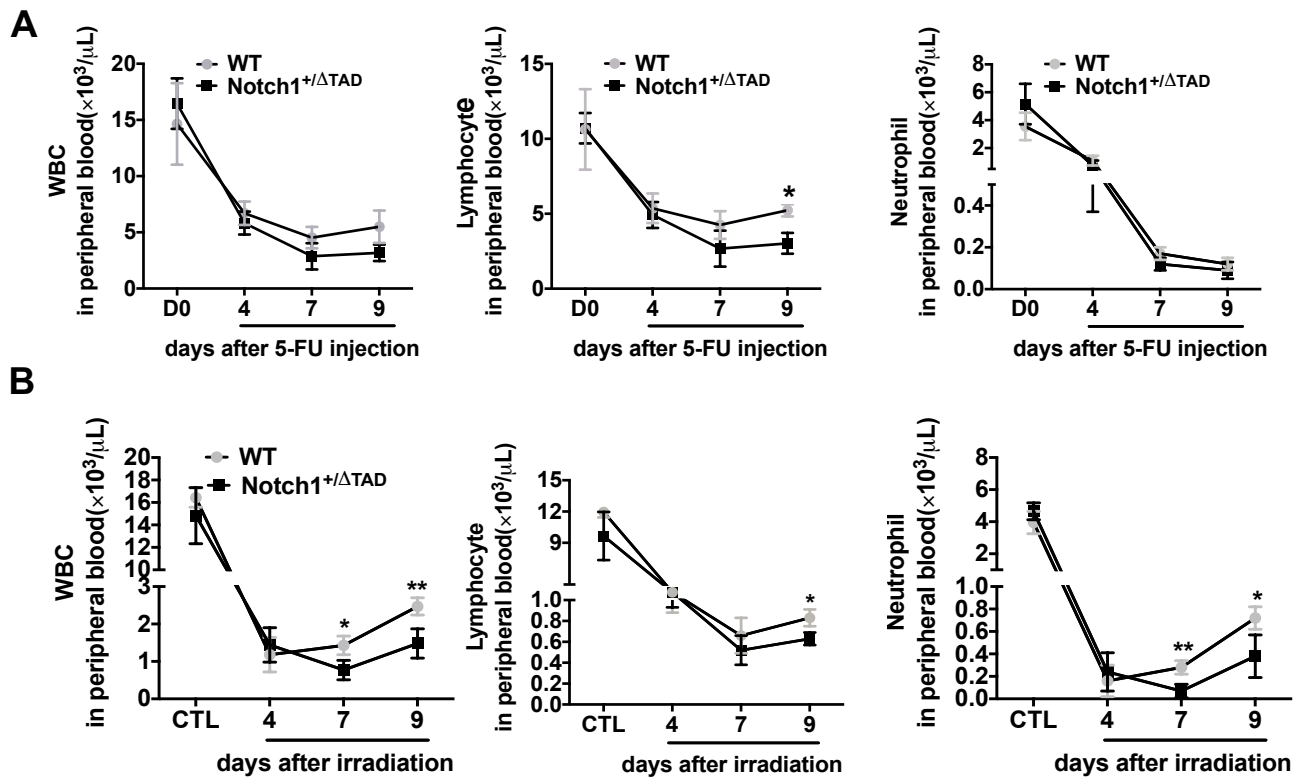 A
WBC
in peripheral blood(×10³/μL)
20
15
10
5
0
WT
Notch1+/ΔTAD
D0 4 7 9
days after 5-FU injection
Lymphocyte
in peripheral blood(×10³/μL)
15
10
5
0
WT
Notch1+/ΔTAD
*
D0 4 7 9
days after 5-FU injection
Neutrophil
in peripheral blood(×10³/μL)
8
6
4
2
0.4
0.2
0.0
WT
Notch1+/ΔTAD
D0 4 7 9
days after 5-FU injection
B
WBC
in peripheral blood(×10³/μL)
20
18
16
14
12
10
3
2
1
0
WT
Notch1+/ΔTAD
*
**
CTL 4 7 9
days after irradiation
Lymphocyte
in peripheral blood(×10³/μL)
15
12
9
1.0
0.8
0.6
0.4
0.2
0.0
*
CTL 4 7 9
days after irradiation
Neutrophil
in peripheral blood(×10³/μL)
8
6
4
2
1.0
0.8
0.6
0.4
0.2
0.0
**
*
CTL 4 7 9
days after irradiation